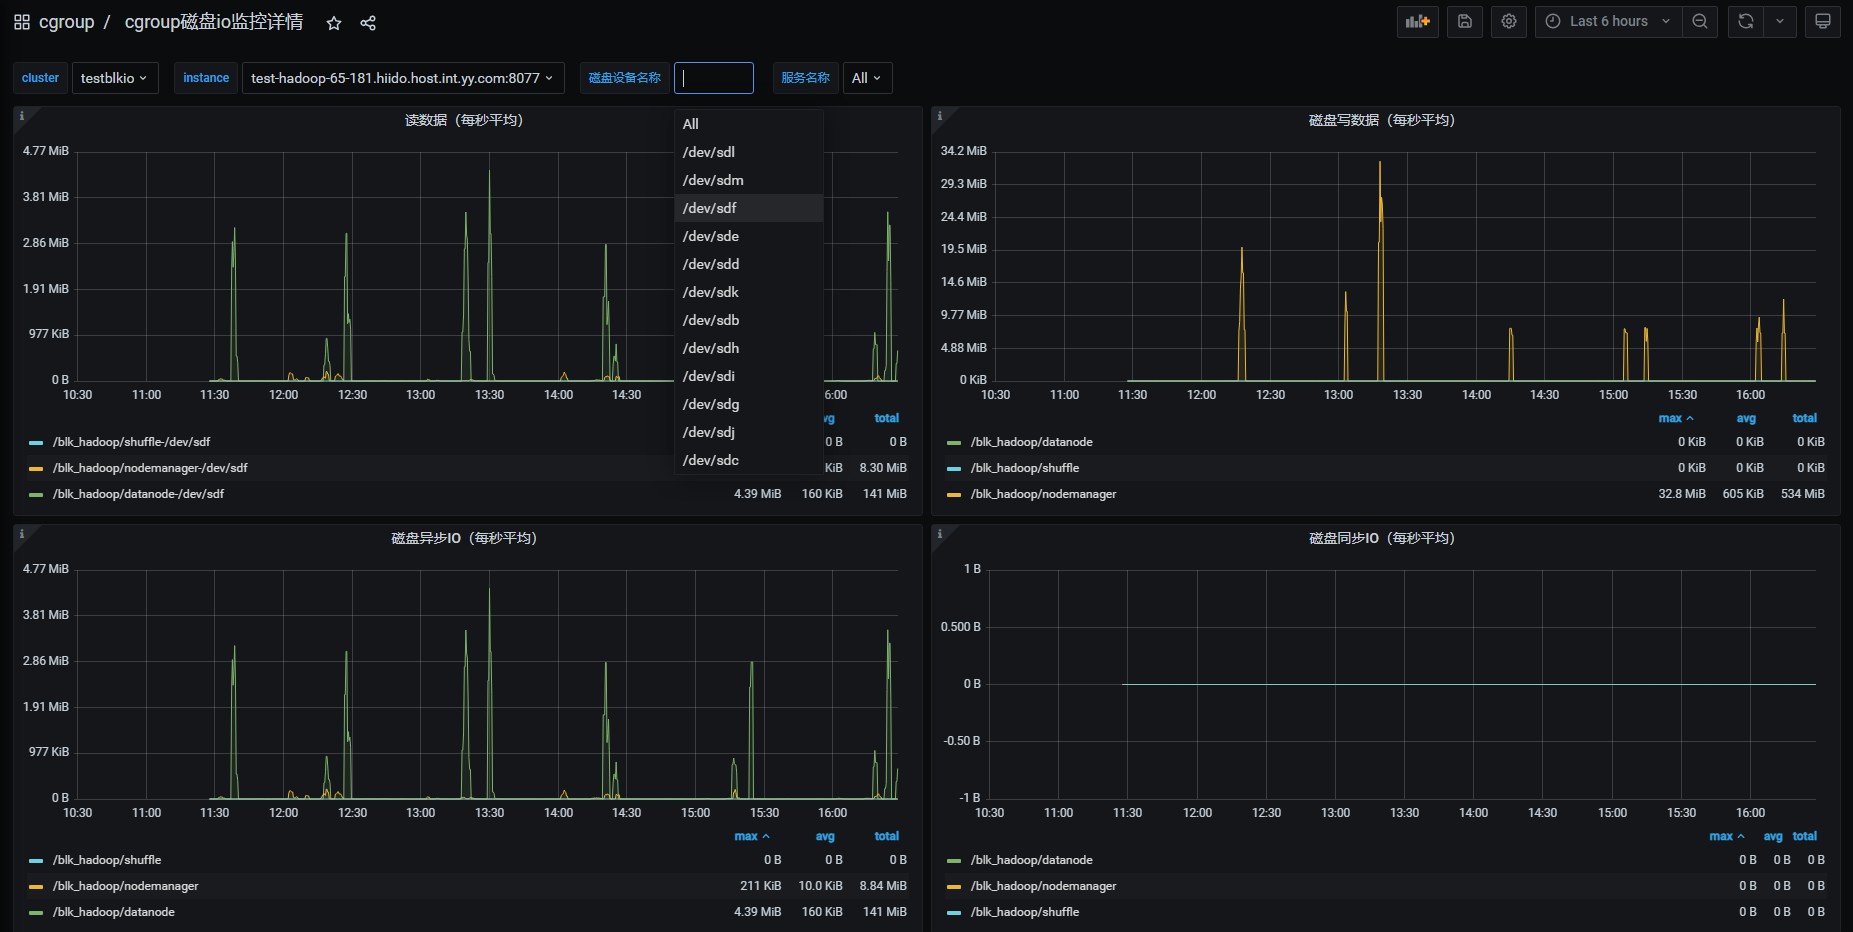 cgroup / cgroup磁盘io监控详情
Last 6 hours
cluster testblkio instance test-hadoop-65-181.hiido.host.int.yy.com:8077 磁盘设备名称 服务名称 All
All
/dev/sdl
/dev/sdm
/dev/sdf
/dev/sde
/dev/sdd
/dev/sdk
/dev/sdb
/dev/sdh
/dev/sdi
/dev/sdg
/dev/sdj
/dev/sdc
读数据（每秒平均）
4.77 MiB
3.81 MiB
2.86 MiB
1.91 MiB
977 KiB
0 B
10:30 11:00 11:30 12:00 12:30 13:00 13:30 14:00 14:30 6:00
vg total
/blk_hadoop/shuffle-/dev/sdf 0 B 0 B
/blk_hadoop/nodemanager-/dev/sdf KiB 8.30 MiB
/blk_hadoop/datanode-/dev/sdf 4.39 MiB 160 KiB 141 MiB
磁盘写数据（每秒平均）
34.2 MiB
29.3 MiB
24.4 MiB
19.5 MiB
14.6 MiB
9.77 MiB
4.88 MiB
0 KiB
10:30 11:00 11:30 12:00 12:30 13:00 13:30 14:00 14:30 15:00 15:30 16:00
max avg total
/blk_hadoop/datanode 0 KiB 0 KiB 0 KiB
/blk_hadoop/shuffle 0 KiB 0 KiB 0 KiB
/blk_hadoop/nodemanager 32.8 MiB 605 KiB 534 MiB
磁盘异步IO（每秒平均）
4.77 MiB
3.81 MiB
2.86 MiB
1.91 MiB
977 KiB
0 B
10:30 11:00 11:30 12:00 12:30 13:00 13:30 14:00 14:30 15:00 15:30 16:00
max avg total
/blk_hadoop/shuffle 0 B 0 B 0 B
/blk_hadoop/nodemanager 211 KiB 10.0 KiB 8.84 MiB
/blk_hadoop/datanode 4.39 MiB 160 KiB 141 MiB
磁盘同步IO（每秒平均）
1 B
0.500 B
0 B
-0.50 B
-1 B
10:30 11:00 11:30 12:00 12:30 13:00 13:30 14:00 14:30 15:00 15:30 16:00
max avg total
/blk_hadoop/datanode 0 B 0 B 0 B
/blk_hadoop/nodemanager 0 B 0 B 0 B
/blk_hadoop/shuffle 0 B 0 B 0 B